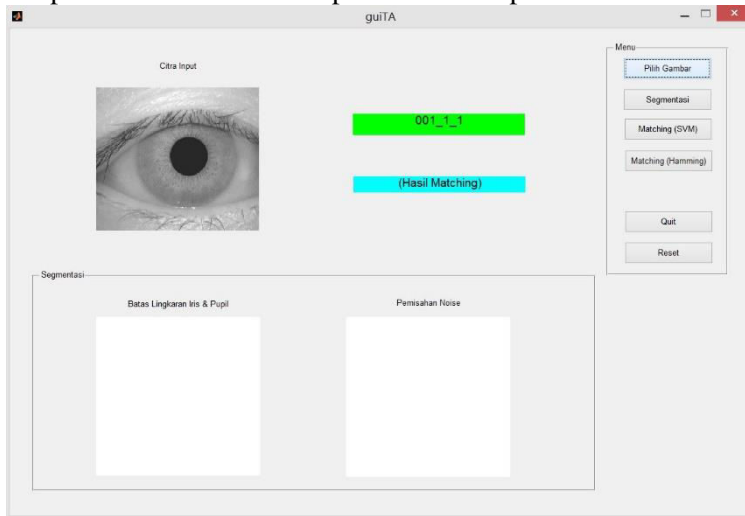 guiTA
Citra Input
001_1_1
(Hasil Matching)
Menu
Pilih Gambar
Segmentasi
Matching (SVM)
Matching (Hamming)
Quit
Reset
Segmentasi
Batas Lingkaran Iris & Pupil
Pemisahan Noise